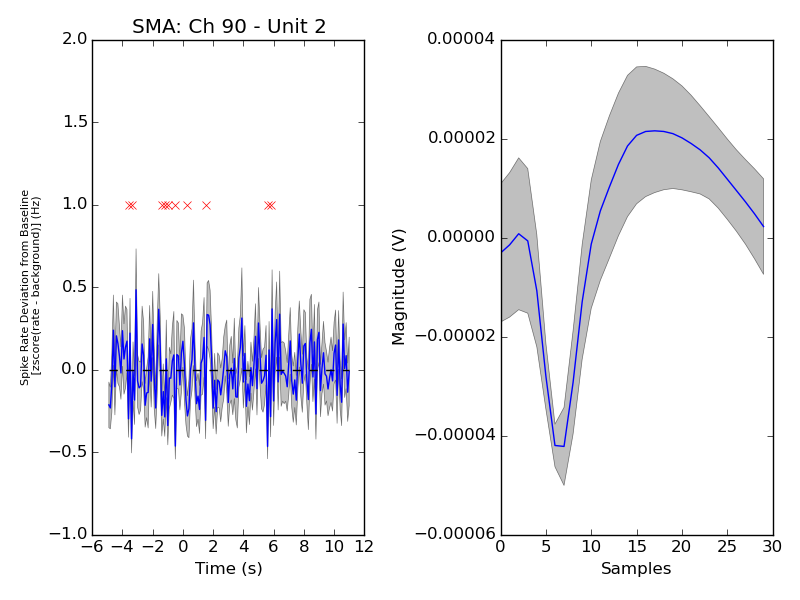 SMA: Ch 90 - Unit 2
2.0
1.5
1.0
0.5
0.0
−0.5
−1.0
−6 −4 −2 0 2 4 6 8 10 12
Time (s)
Spike Rate Deviation from Baseline
[zscore(rate - background)] (Hz)
0.00004
0.00002
0.00000
−0.00002
−0.00004
−0.00006
0 5 10 15 20 25 30
Samples
Magnitude (V)